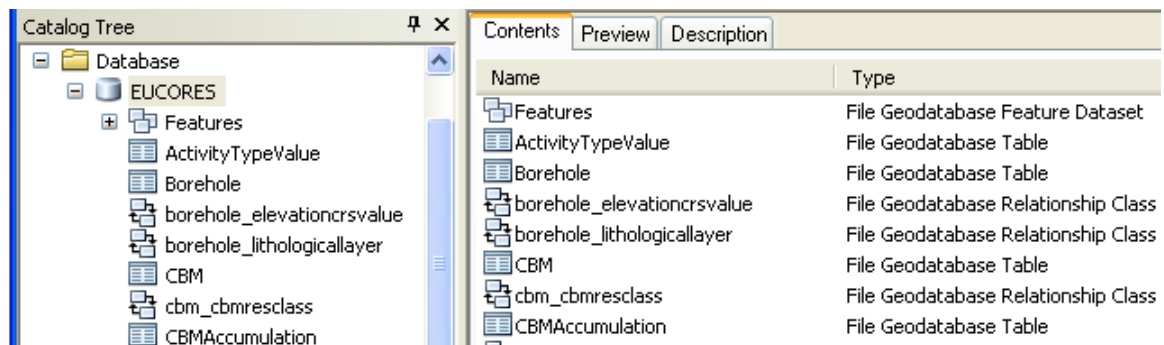 Catalog Tree
Database
EUCORES
Features
ActivityTypeValue
Borehole
borehole_elevationcrsvalue
borehole_lithologicallayer
CBM
cbm_cbmresclass
CBMAccumulation
Contents Preview Description
Name Type
Features File Geodatabase Feature Dataset
ActivityTypeValue File Geodatabase Table
Borehole File Geodatabase Table
borehole_elevationcrsvalue File Geodatabase Relationship Class
borehole_lithologicallayer File Geodatabase Relationship Class
CBM File Geodatabase Table
cbm_cbmresclass File Geodatabase Relationship Class
CBMAccumulation File Geodatabase Table